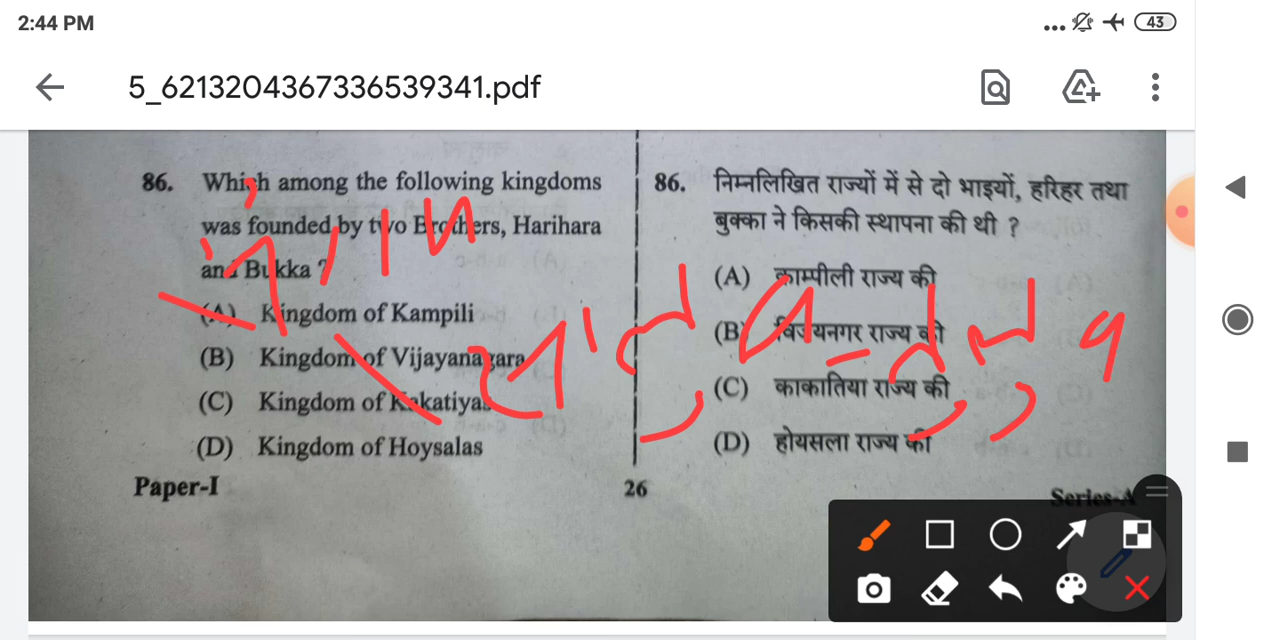 2:44 PM
43
5_6213204367336539341.pdf
86. Which among the following kingdoms
was founded by two Brothers, Harihara
and Bukka ?
(A) Kingdom of Kampili
(B) Kingdom of Vijayanagara
(C) Kingdom of Kakatiyas
(D) Kingdom of Hoysalas
Paper-I
86. निम्नलिखित राज्यों में से दो भाइयों, हरिहर तथा
बुक्का ने किसकी स्थापना की थी ?
(A) काम्पीली राज्य की
(B) विजयनगर राज्य की
(C) काकातिया राज्य की
(D) होयसला राज्य की
26
Series-A